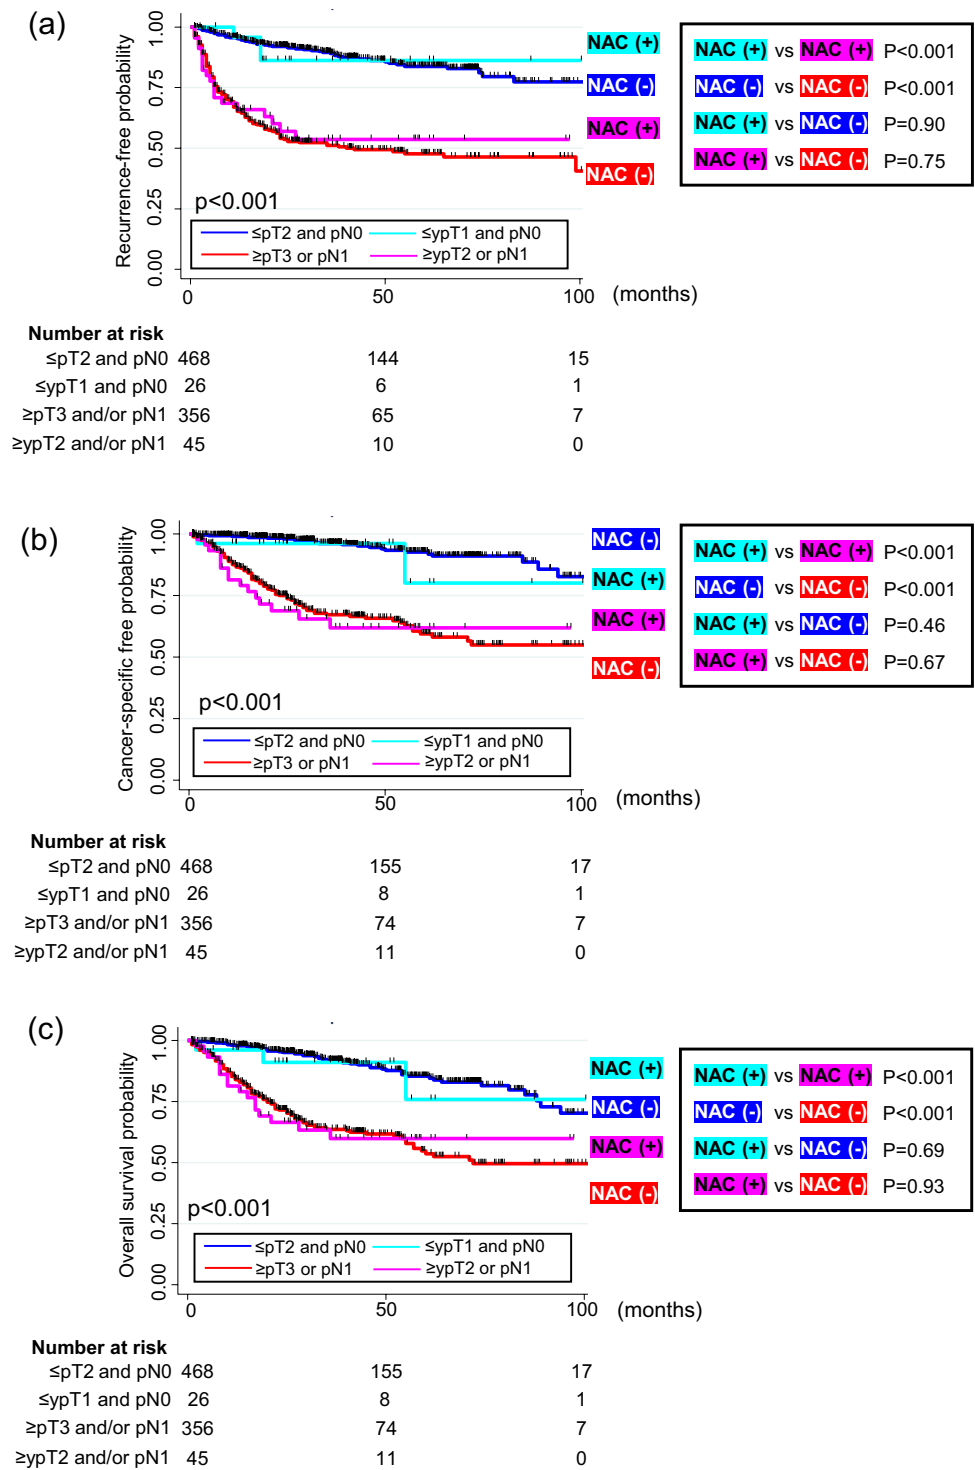 (a)
Recurrence-free probability
1.00
0.75
0.50
0.25
0.00
p<0.001
≤pT2 and pN0
≤ypT1 and pN0
≥pT3 or pN1
≥ypT2 or pN1
0
50
100
(months)
NAC (+)
NAC (-)
NAC (+)
NAC (-)
NAC (+) vs NAC (+) P<0.001
NAC (-) vs NAC (-) P<0.001
NAC (+) vs NAC (-) P=0.90
NAC (+) vs NAC (-) P=0.75
Number at risk
≤pT2 and pN0 468 144 15
≤ypT1 and pN0 26 6 1
≥pT3 and/or pN1 356 65 7
≥ypT2 and/or pN1 45 10 0
(b)
Cancer-specific free probability
1.00
0.75
0.50
0.25
0.00
p<0.001
≤pT2 and pN0
≤ypT1 and pN0
≥pT3 or pN1
≥ypT2 or pN1
0
50
100
(months)
NAC (-)
NAC (+)
NAC (+)
NAC (-)
NAC (+) vs NAC (+) P<0.001
NAC (-) vs NAC (-) P<0.001
NAC (+) vs NAC (-) P=0.46
NAC (+) vs NAC (-) P=0.67
Number at risk
≤pT2 and pN0 468 155 17
≤ypT1 and pN0 26 8 1
≥pT3 and/or pN1 356 74 7
≥ypT2 and/or pN1 45 11 0
(c)
Overall survival probability
1.00
0.75
0.50
0.25
0.00
p<0.001
≤pT2 and pN0
≤ypT1 and pN0
≥pT3 or pN1
≥ypT2 or pN1
0
50
100
(months)
NAC (+)
NAC (-)
NAC (+)
NAC (-)
NAC (+) vs NAC (+) P<0.001
NAC (-) vs NAC (-) P<0.001
NAC (+) vs NAC (-) P=0.69
NAC (+) vs NAC (-) P=0.93
Number at risk
≤pT2 and pN0 468 155 17
≤ypT1 and pN0 26 8 1
≥pT3 and/or pN1 356 74 7
≥ypT2 and/or pN1 45 11 0